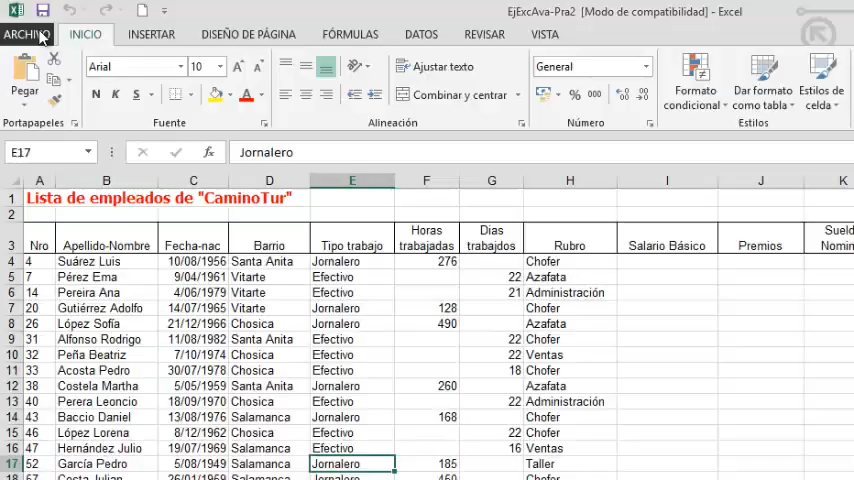 EjExcAva-Pra2 [Modo de compatibilidad] - Excel
ARCHIVO INICIO INSERTAR DISEÑO DE PÁGINA FÓRMULAS DATOS REVISAR VISTA
Pegar
Arial 10
N K S
Ajustar texto
Combinar y centrar
General
% 000
Formato condicional
Dar formato como tabla
Estilos de celda
Portapapeles Fuente Alineación Número Estilos
E17 fx Jornalero
A B C D E F G H I J K
1 Lista de empleados de "CaminoTur"
2
3 Nro Apellido-Nombre Fecha-nac Barrio Tipo trabajo Horas trabajadas Dias trabajdos Rubro Salario Básico Premios Sueld Nomin
4 4 Suárez Luis 10/08/1956 Santa Anita Jornalero 276 Chofer
5 7 Pérez Ema 9/04/1961 Vitarte Efectivo 22 Azafata
6 14 Pereira Ana 4/06/1979 Vitarte Efectivo 21 Administración
7 20 Gutiérrez Adolfo 14/07/1965 Vitarte Jornalero 128 Chofer
8 26 López Sofía 21/12/1966 Chosica Jornalero 490 Azafata
9 31 Alfonso Rodrigo 11/08/1982 Santa Anita Efectivo 22 Chofer
10 32 Peña Beatriz 7/10/1974 Chosica Efectivo 22 Ventas
11 33 Acosta Pedro 30/07/1978 Chosica Efectivo 18 Chofer
12 38 Costela Martha 5/05/1959 Santa Anita Jornalero 260 Azafata
13 40 Perera Leoncio 18/09/1970 Chosica Efectivo 22 Administración
14 43 Baccio Daniel 13/08/1976 Salamanca Jornalero 168 Chofer
15 46 López Lorena 8/12/1962 Chosica Efectivo 22 Chofer
16 47 Hernández Julio 19/07/1969 Salamanca Efectivo 16 Ventas
17 52 García Pedro 5/08/1949 Salamanca Jornalero 185 Taller
18 57 Costa Julian 26/01/1959 Salamanca Jornalero 450 Chofer